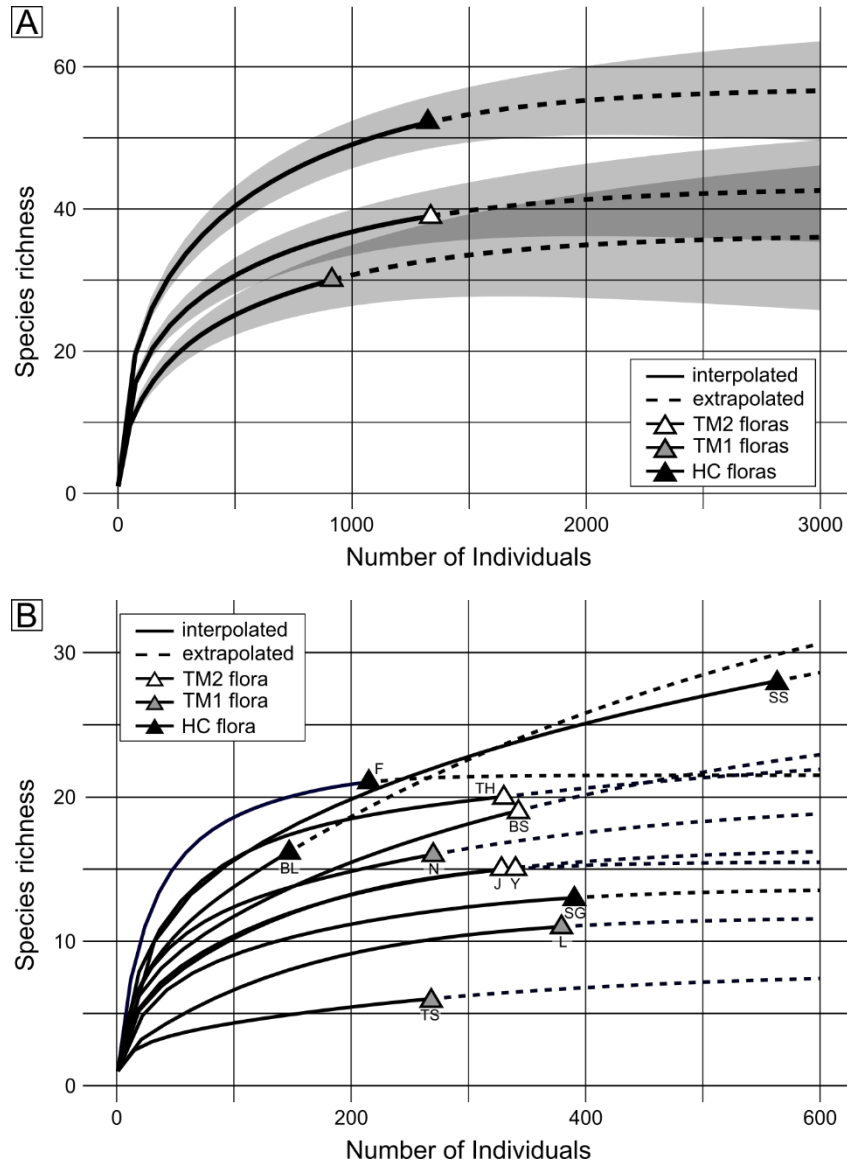 A
Species richness
60
40
20
0
0 1000 2000 3000
Number of Individuals
interpolated
extrapolated
TM2 floras
TM1 floras
HC floras
B
Species richness
30
20
10
0
0 200 400 600
Number of Individuals
interpolated
extrapolated
TM2 flora
TM1 flora
HC flora
SS
F
TH
BS
BL
N
J Y
SG
L
TS